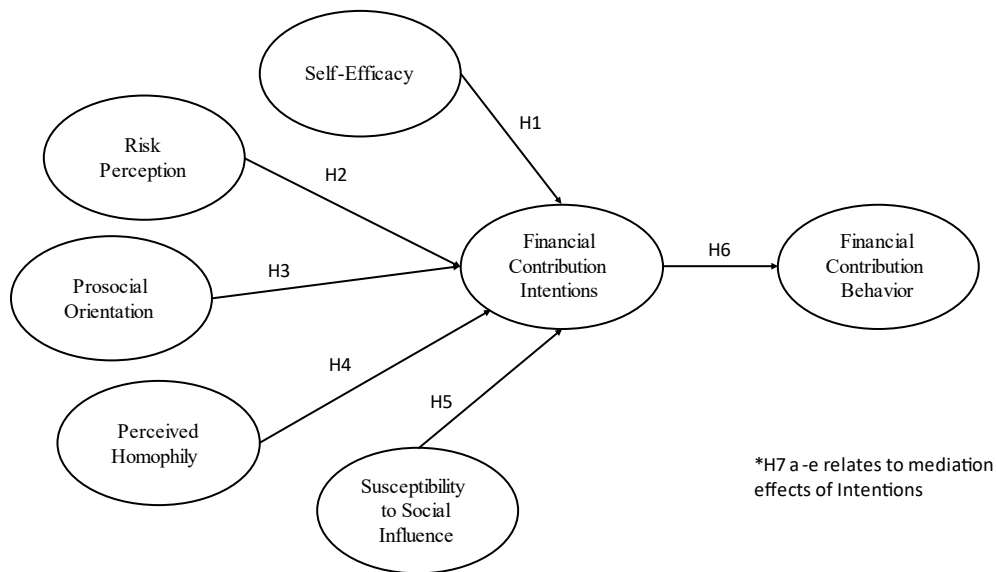 Self-Efficacy
H1
Risk
Perception
H2
Prosocial
Orientation
H3
Financial
Contribution
Intentions
H6
Financial
Contribution
Behavior
H4
Perceived
Homophily
H5
Susceptibility
to Social
Influence
*H7 a-e relates to mediation
effects of Intentions